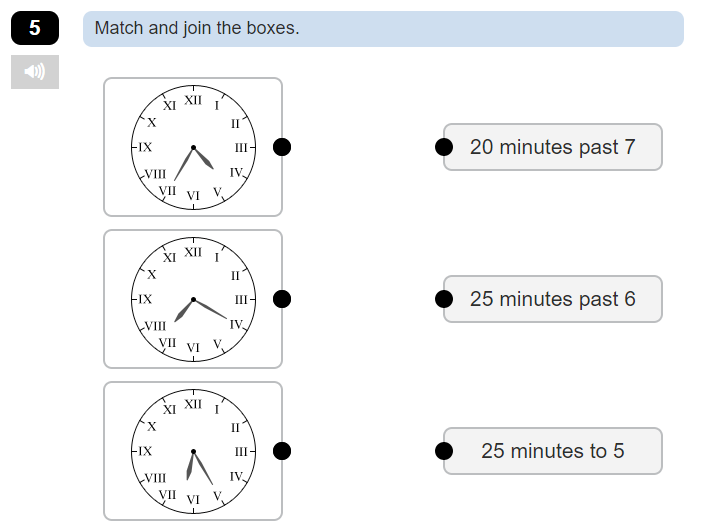 5
Match and join the boxes.
XII
XI I
X II
IX III
VIII IV
VII V
VI
20 minutes past 7
XII
XI I
X II
IX III
VIII IV
VII V
VI
25 minutes past 6
XII
XI I
X II
IX III
VIII IV
VII V
VI
25 minutes to 5